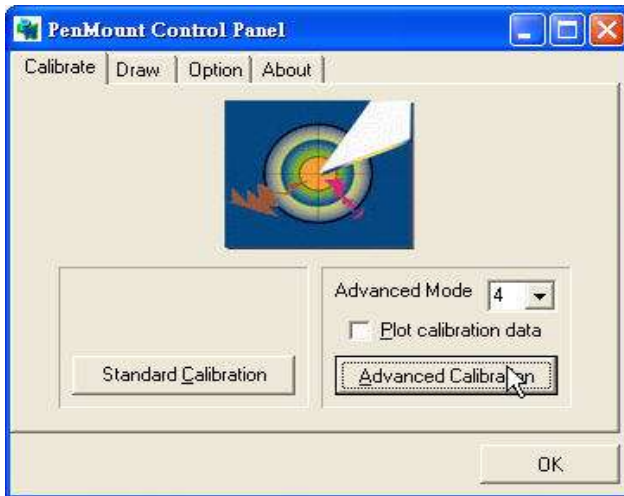 PenMount Control Panel
Calibrate Draw Option About
Advanced Mode 4
Plot calibration data
Standard Calibration
Advanced Calibration
OK